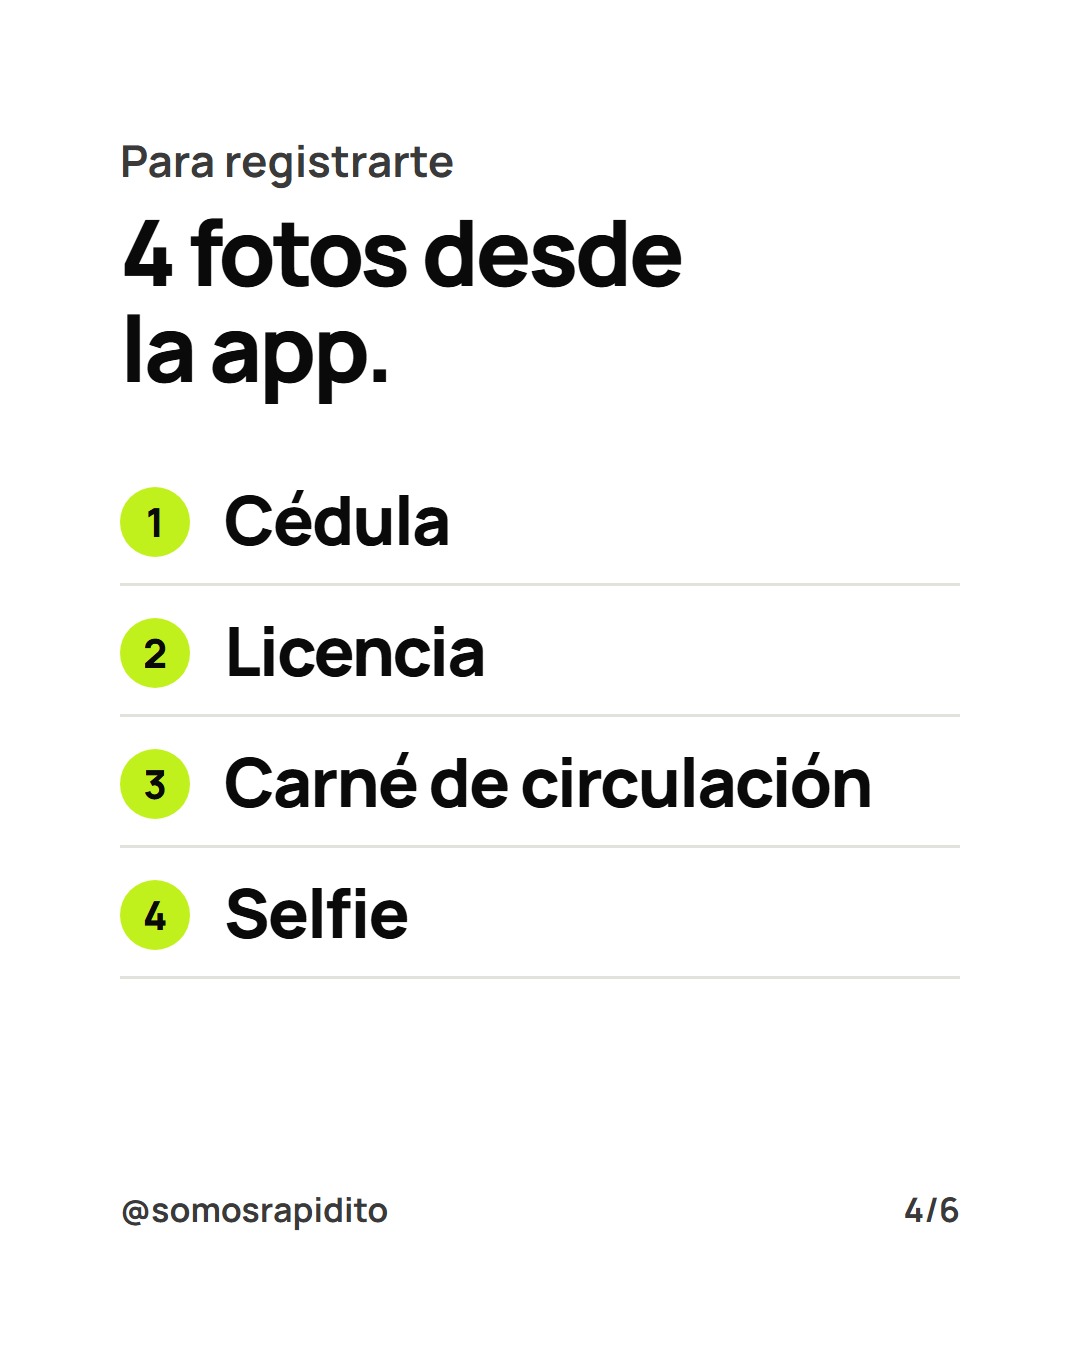 Para registrarte
4 fotos desde
la app.
1 Cédula
2 Licencia
3 Carné de circulación
4 Selfie
@somosrapidito 4/6